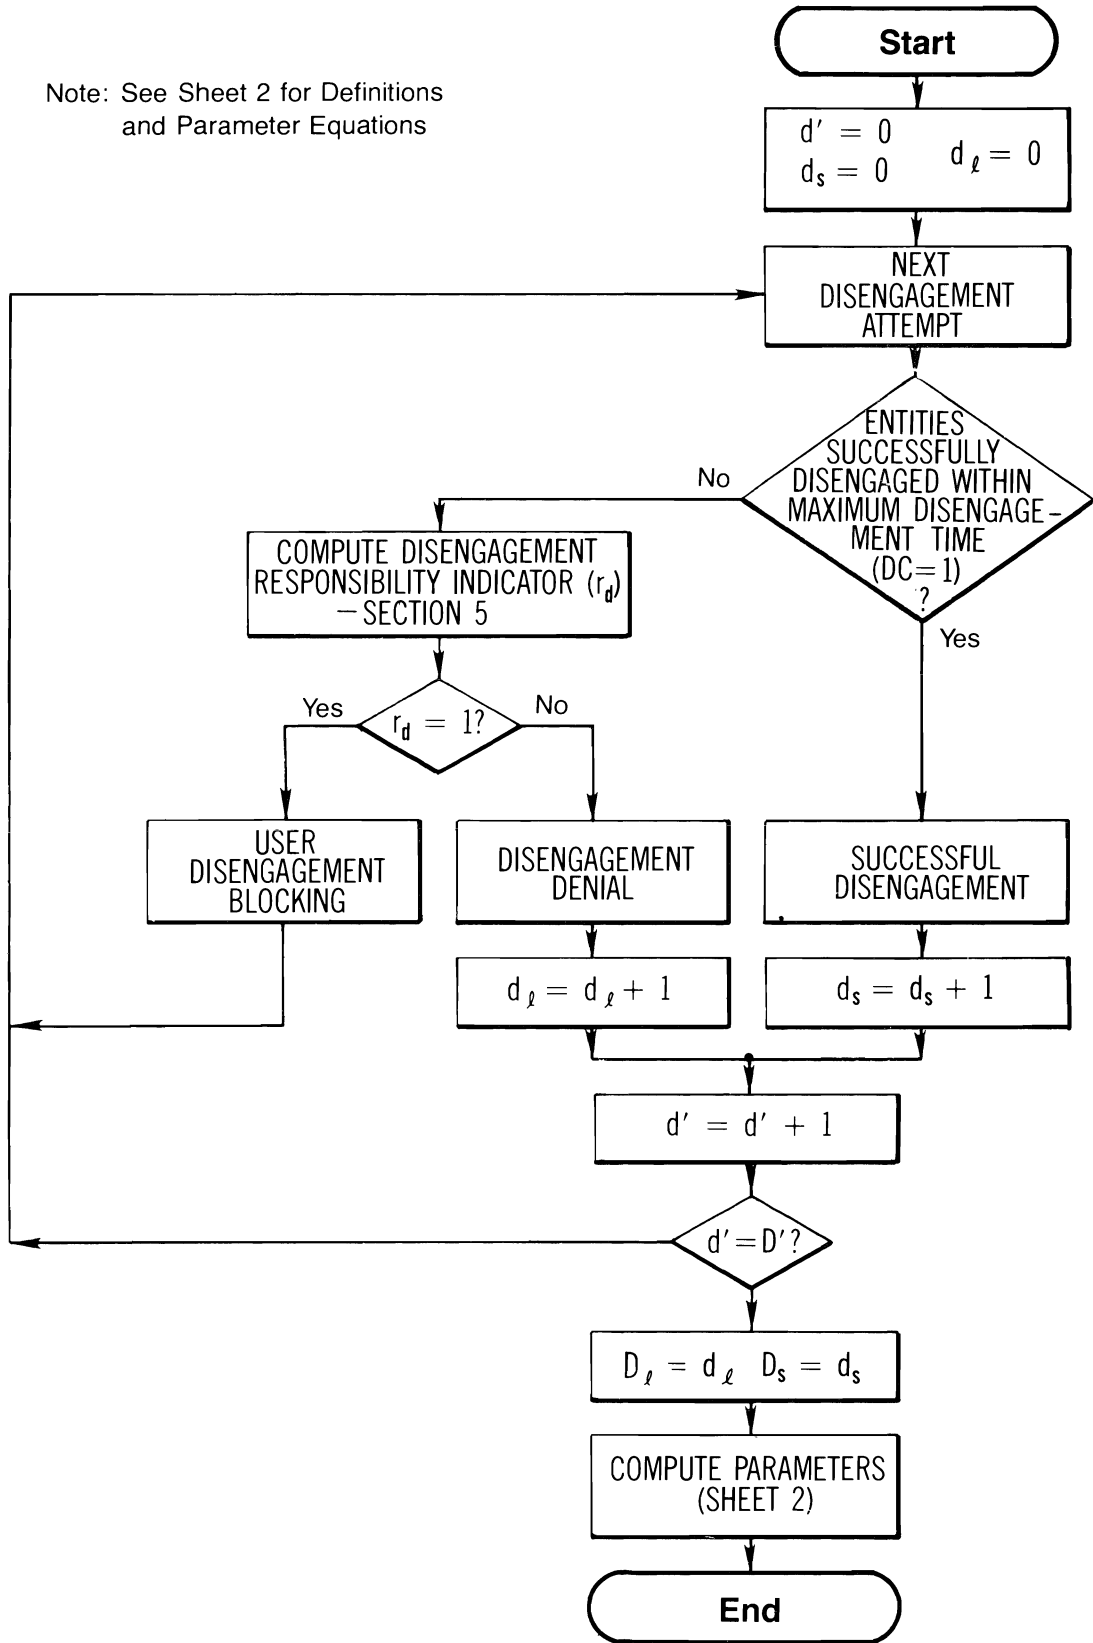 Start
Note: See Sheet 2 for Definitions
and Parameter Equations
d′ = 0
d_s = 0
d_ℓ = 0
NEXT
DISENGAGEMENT
ATTEMPT
ENTITIES
SUCCESSFULLY
DISENGAGED WITHIN
MAXIMUM DISENGAGE-
MENT TIME
(DC=1)
?
No
Yes
COMPUTE DISENGAGEMENT
RESPONSIBILITY INDICATOR (r_d)
—SECTION 5
r_d = 1?
Yes
No
USER
DISENGAGEMENT
BLOCKING
DISENGAGEMENT
DENIAL
SUCCESSFUL
DISENGAGEMENT
d_ℓ = d_ℓ + 1
d_s = d_s + 1
d′ = d′ + 1
d′=D′?
D_ℓ = d_ℓ D_s = d_s
COMPUTE PARAMETERS
(SHEET 2)
End